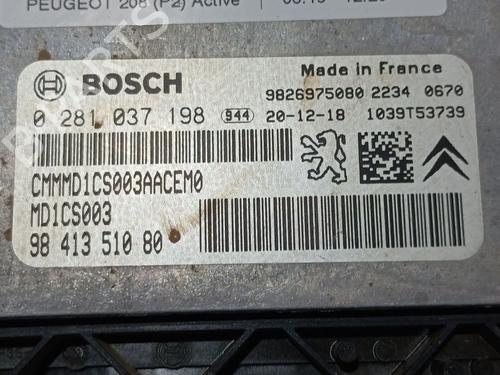 PEUGEOT 208 (P2) Active
BOSCH
Made in France
9826975080 2234 0670
0 281 037 198 944 20-12-18 1039T53739
CMMMD1CS003AACEM0
MD1CS003
98 413 510 80